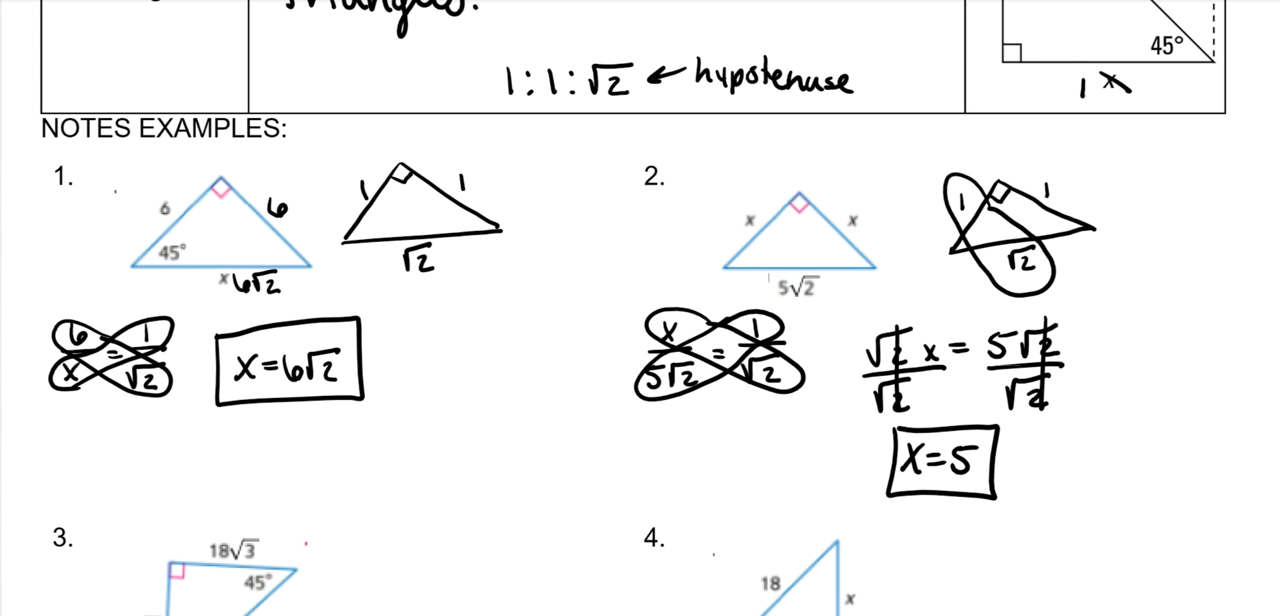 triangles.
45°
1 : 1 : √2 ← hypotenuse
1 x
NOTES EXAMPLES:
1.
6
6
45°
x 6√2
1
1
√2
6/x = 1/√2
x = 6√2
2.
x
x
5√2
1
1
√2
x/5√2 = 1/√2
√2 x/√2 = 5√2/√2
x = 5
3.
18√3
45°
4.
18
x